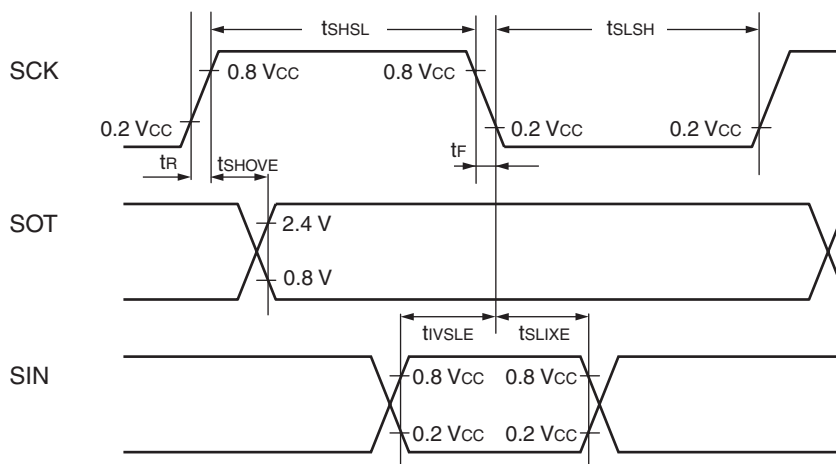 tSHSL tSLSH
SCK
0.8 VCC 0.8 VCC
0.2 VCC 0.2 VCC 0.2 VCC
tR tSHOVE tF
SOT
2.4 V
0.8 V
tIVSLE tSLIXE
SIN
0.8 VCC 0.8 VCC
0.2 VCC 0.2 VCC